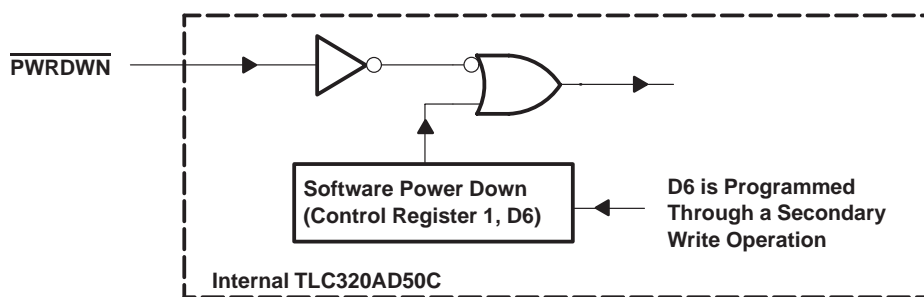 PWRDWN
Software Power Down
(Control Register 1, D6)
D6 is Programmed
Through a Secondary
Write Operation
Internal TLC320AD50C